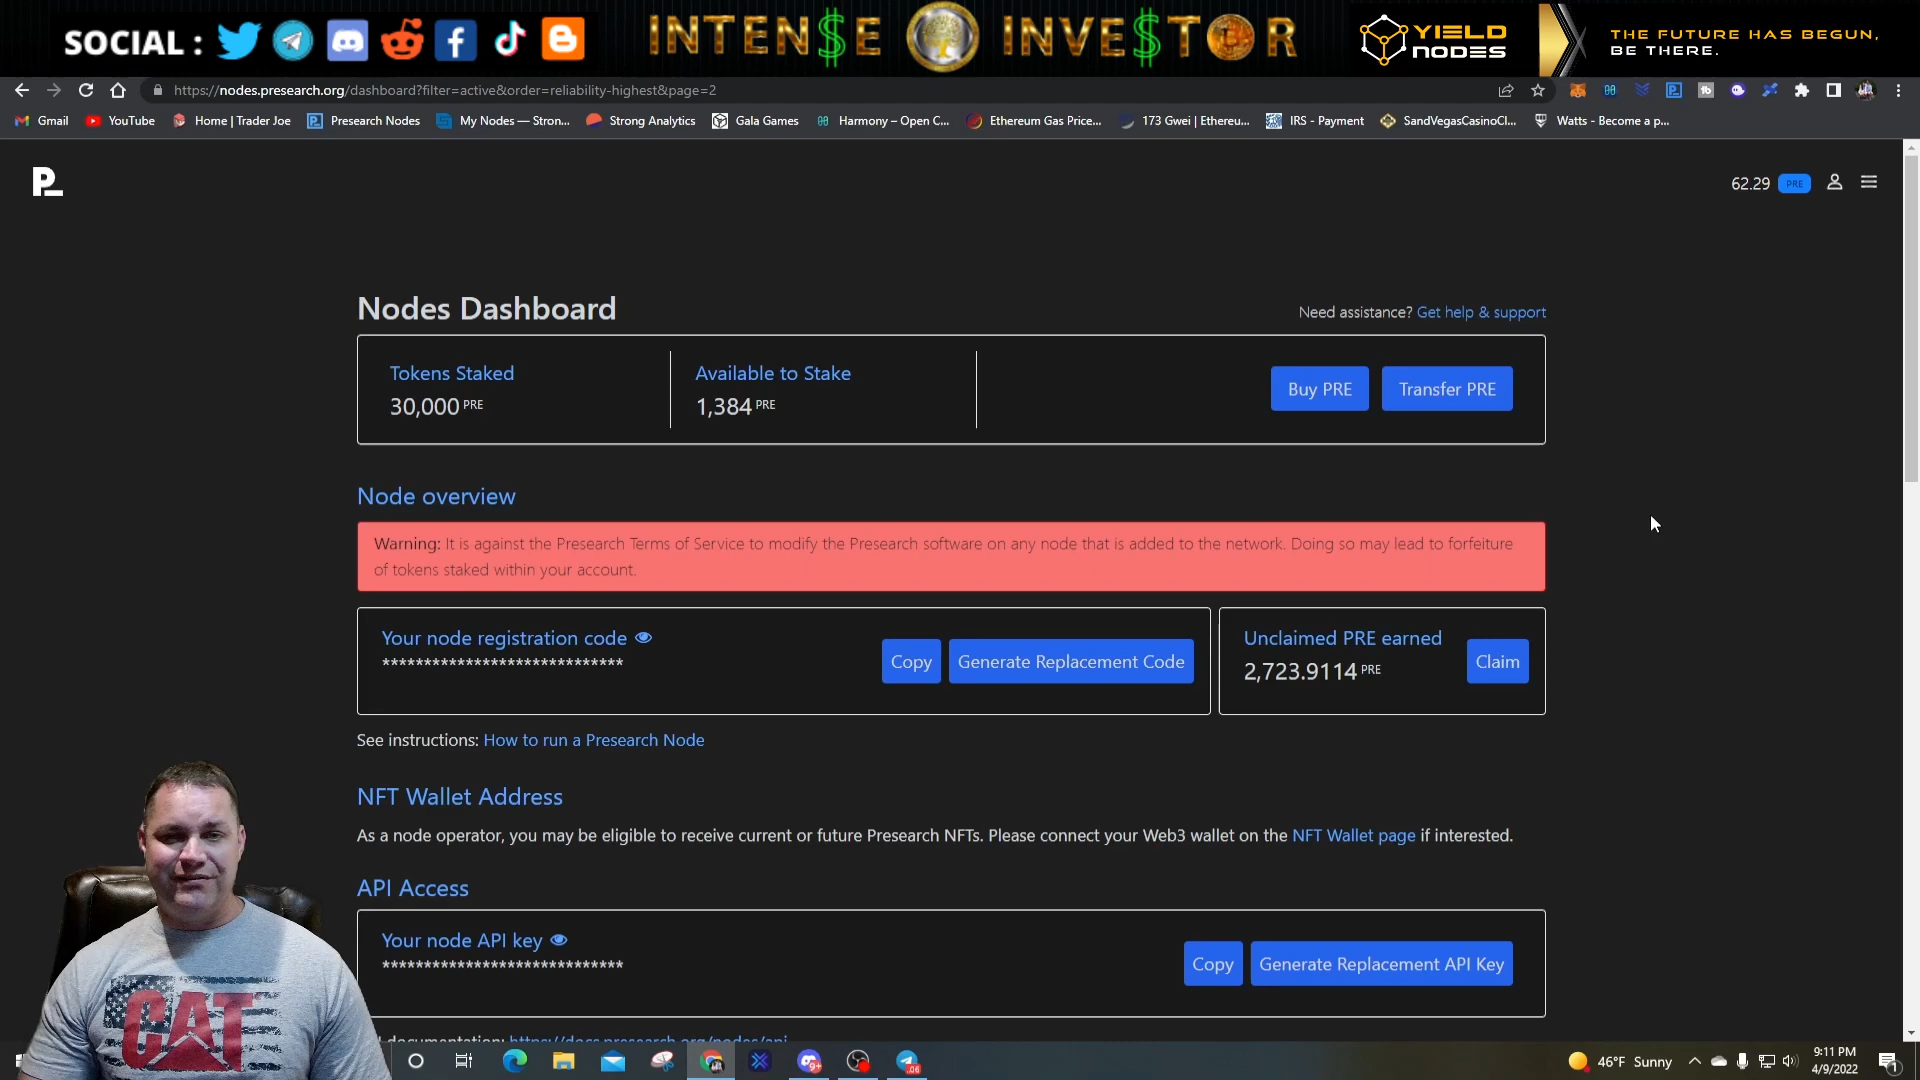 SOCIAL :
INTEN$E INVE$TOR
YIELD NODES
THE FUTURE HAS BEGUN,
BE THERE.
https://nodes.presearch.org/dashboard?filter=active&order=reliability-highest&page=2
Gmail YouTube Home | Trader Joe Presearch Nodes My Nodes — Stron... Strong Analytics Gala Games Harmony – Open C... Ethereum Gas Price... 173 Gwei | Ethereu... IRS - Payment SandVegasCasinoCl... Watts - Become a p...
P_
62.29 PRE
Nodes Dashboard
Need assistance? Get help & support
Tokens Staked
30,000 PRE
Available to Stake
1,384 PRE
Buy PRE
Transfer PRE
Node overview
Warning: It is against the Presearch Terms of Service to modify the Presearch software on any node that is added to the network. Doing so may lead to forfeiture
of tokens staked within your account.
Your node registration code
*****************************
Copy
Generate Replacement Code
Unclaimed PRE earned
2,723.9114 PRE
Claim
See instructions: How to run a Presearch Node
NFT Wallet Address
As a node operator, you may be eligible to receive current or future Presearch NFTs. Please connect your Web3 wallet on the NFT Wallet page if interested.
API Access
Your node API key
*****************************
Copy
Generate Replacement API Key
documentation: https://docs.presearch.org/nodes/api
CAT
46°F Sunny
9:11 PM
4/9/2022